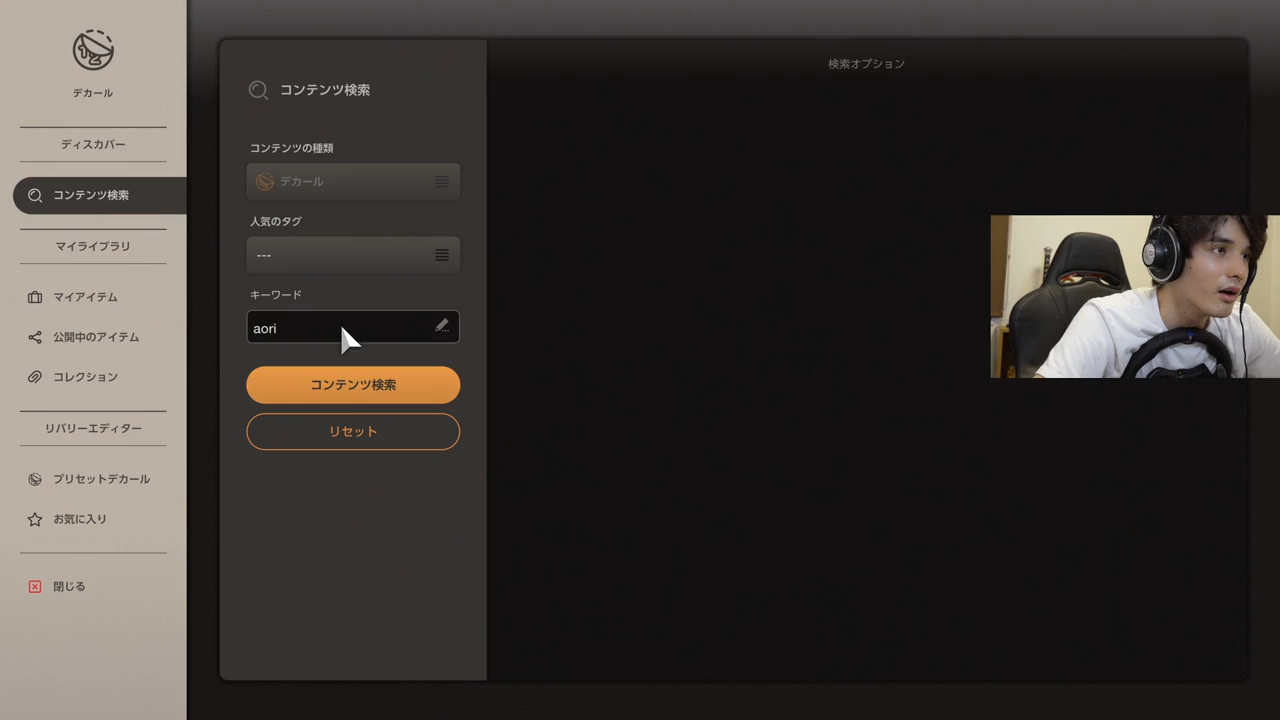 デカール
ディスカバー
コンテンツ検索
マイライブラリ
マイアイテム
公開中のアイテム
コレクション
リバリーエディター
プリセットデカール
お気に入り
閉じる
コンテンツ検索
コンテンツの種類
デカール
人気のタグ
---
キーワード
aori
コンテンツ検索
リセット
検索オプション